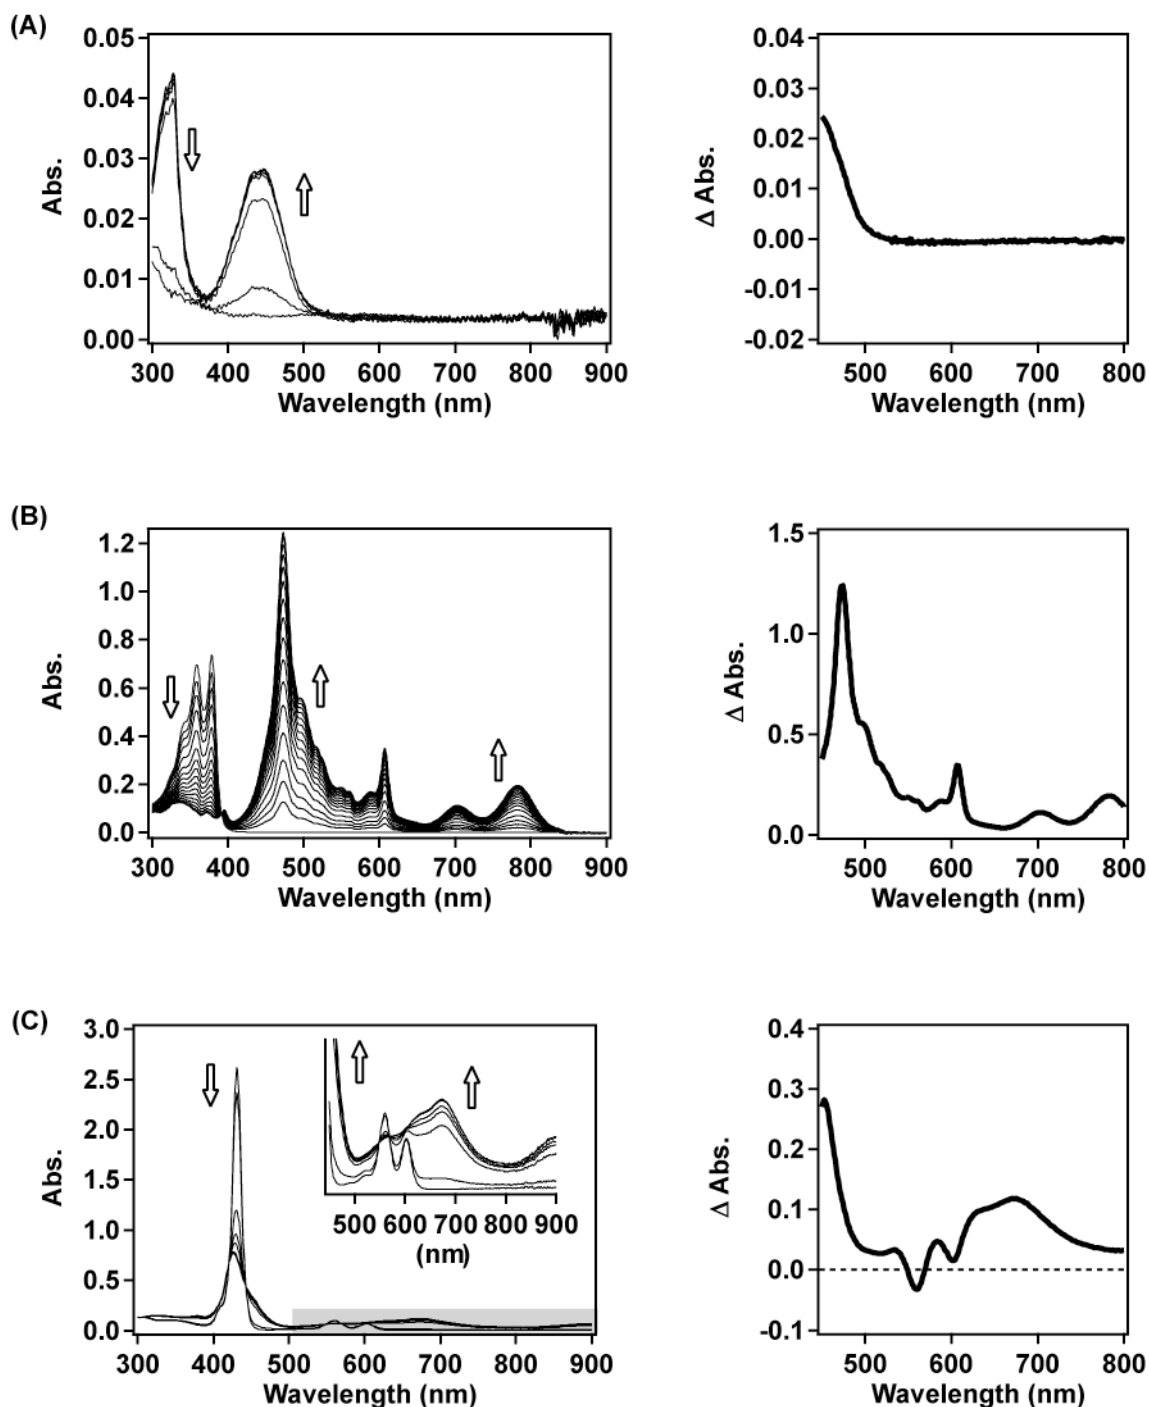 (A)
0.05
0.04
0.03
0.02
0.01
0.00
Abs.
300 400 500 600 700 800 900
Wavelength (nm)
0.04
0.03
0.02
0.01
0.00
-0.01
-0.02
Δ Abs.
500 600 700 800
Wavelength (nm)
(B)
1.2
1.0
0.8
0.6
0.4
0.2
0.0
Abs.
300 400 500 600 700 800 900
Wavelength (nm)
1.5
1.0
0.5
0.0
Δ Abs.
500 600 700 800
Wavelength (nm)
(C)
3.0
2.5
2.0
1.5
1.0
0.5
0.0
Abs.
300 400 500 600 700 800 900
Wavelength (nm)
500 600 700 800 900
(nm)
0.4
0.3
0.2
0.1
0.0
-0.1
Δ Abs.
500 600 700 800
Wavelength (nm)